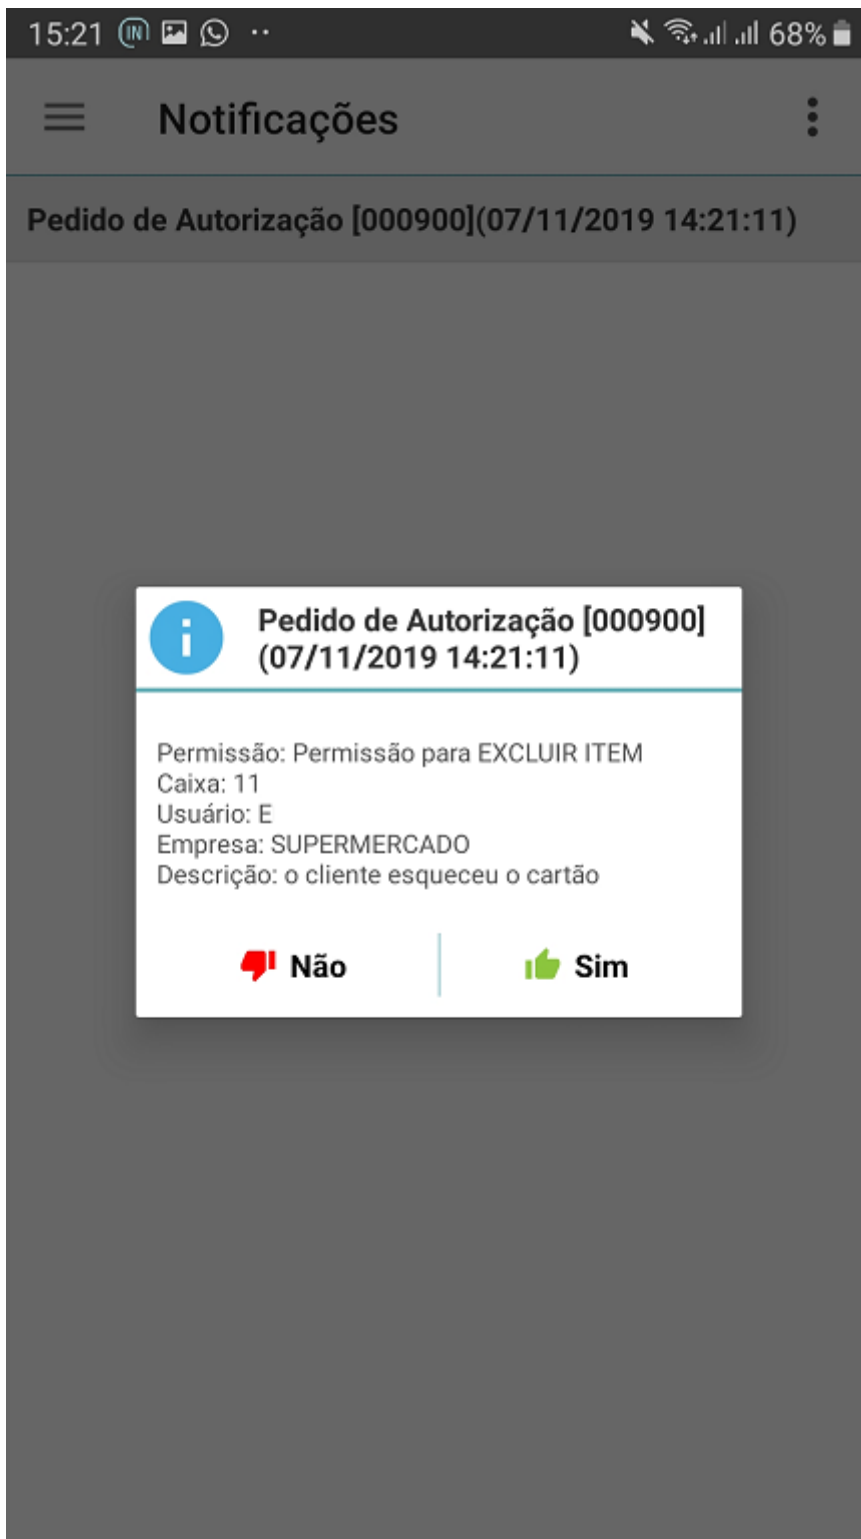 15:21 68%
Notificações
Pedido de Autorização [000900](07/11/2019 14:21:11)
Pedido de Autorização [000900]
(07/11/2019 14:21:11)
Permissão: Permissão para EXCLUIR ITEM
Caixa: 11
Usuário: E
Empresa: SUPERMERCADO
Descrição: o cliente esqueceu o cartão
Não Sim